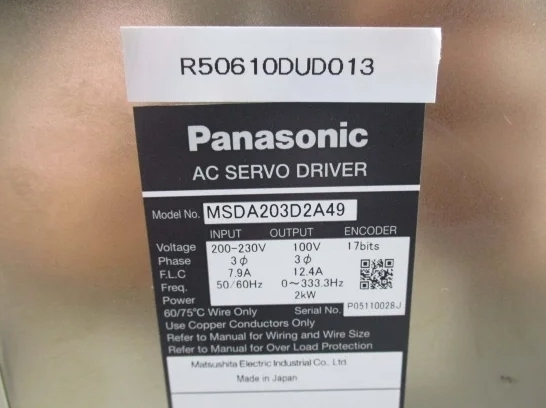 R50610DUD013
Panasonic
AC SERVO DRIVER
Model No. MSDA203D2A49
INPUT OUTPUT ENCODER
Voltage 200-230V 100V 17bits
Phase 3ϕ 3ϕ
F.L.C 7.9A 12.4A
Freq. 50/60Hz 0~333.3Hz
Power 2kW
60/75°C Wire Only Serial No. P05110028J
Use Copper Conductors Only
Refer to Manual for Wiring and Wire Size
Refer to Manual for Over Load Protection
Matsushita Electric Industrial Co., Ltd.
Made in Japan